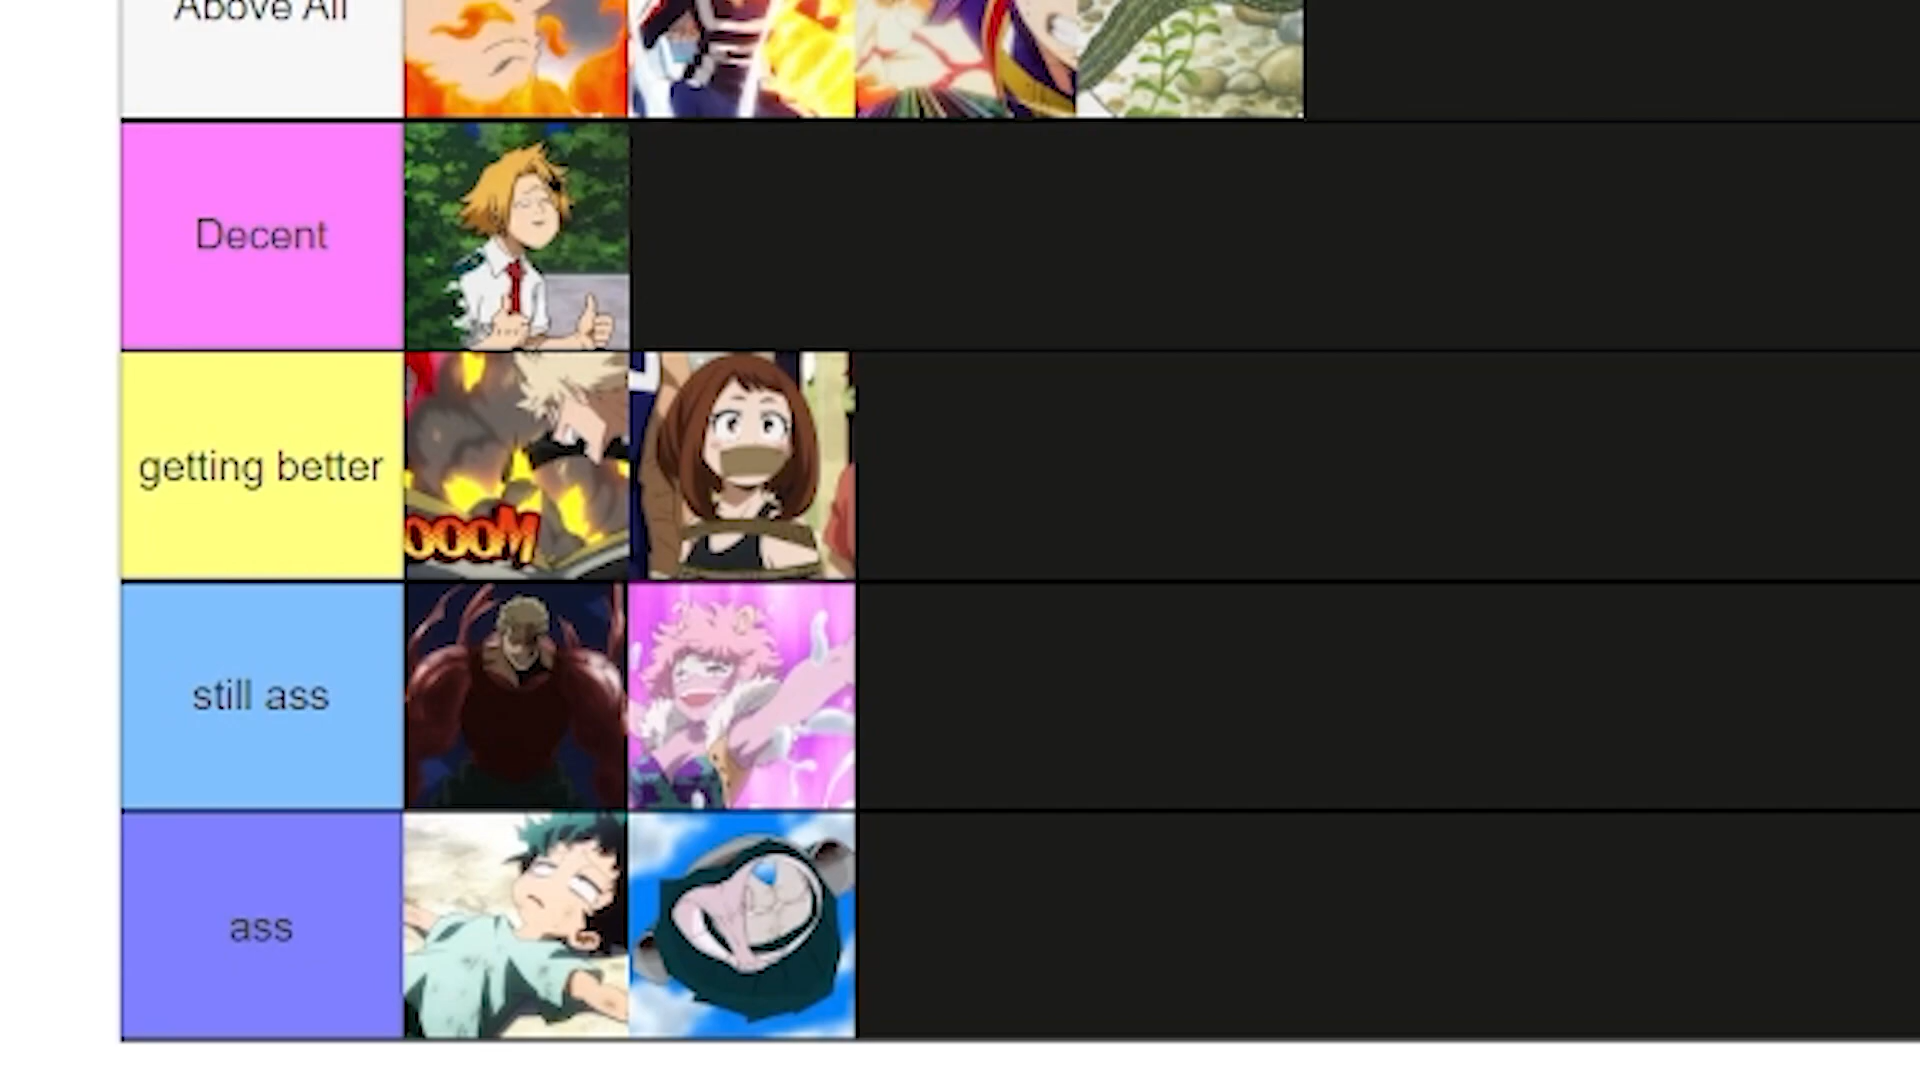 Above All
Decent
getting better
OOOM
still ass
ass